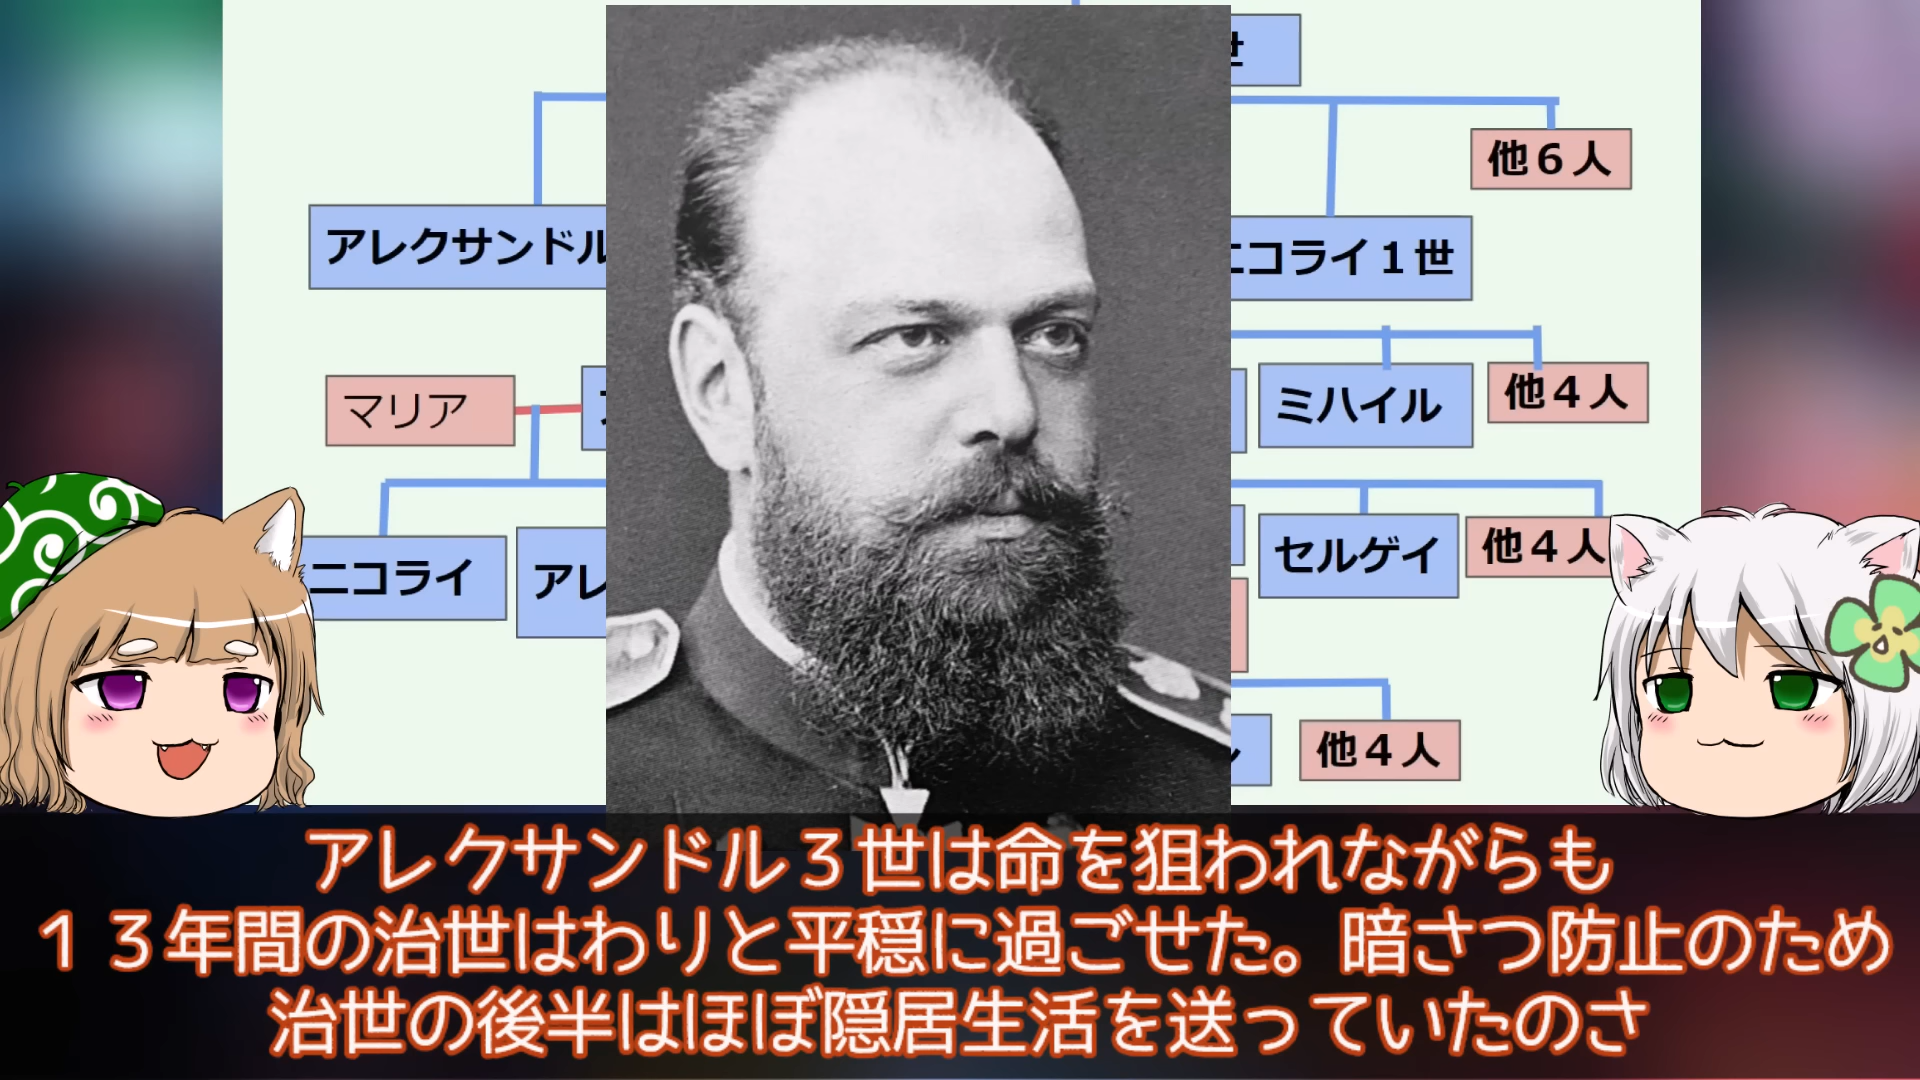 世
他６人
アレクサンドル
ニコライ１世
マリア
ミハイル
他４人
ニコライ
アレ
セルゲイ
他４人
他４人
アレクサンドル３世は命を狙われながらも
１３年間の治世はわりと平穏に過ごせた。暗さつ防止のため
治世の後半はほぼ隠居生活を送っていたのさ